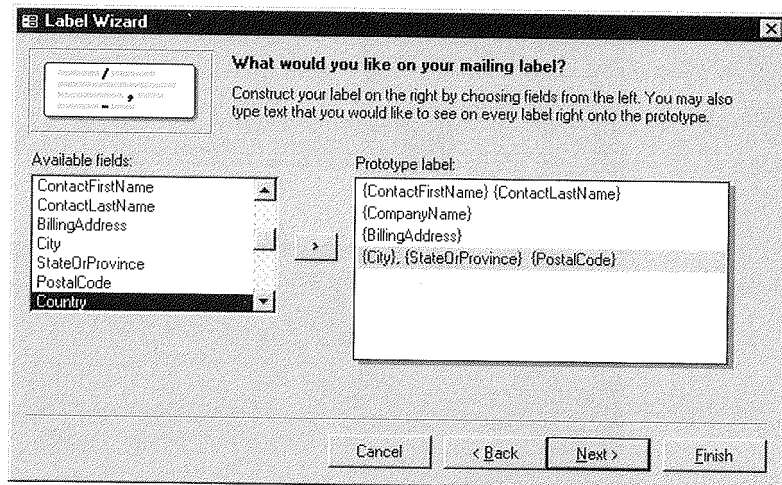 Label Wizard
What would you like on your mailing label?
Construct your label on the right by choosing fields from the left. You may also
type text that you would like to see on every label right onto the prototype.
Available fields:
ContactFirstName
ContactLastName
BillingAddress
City
StateOrProvince
PostalCode
Country
>
Prototype label:
{ContactFirstName} {ContactLastName}
{CompanyName}
{BillingAddress}
{City}, {StateOrProvince} {PostalCode}
Cancel
< Back
Next >
Finish